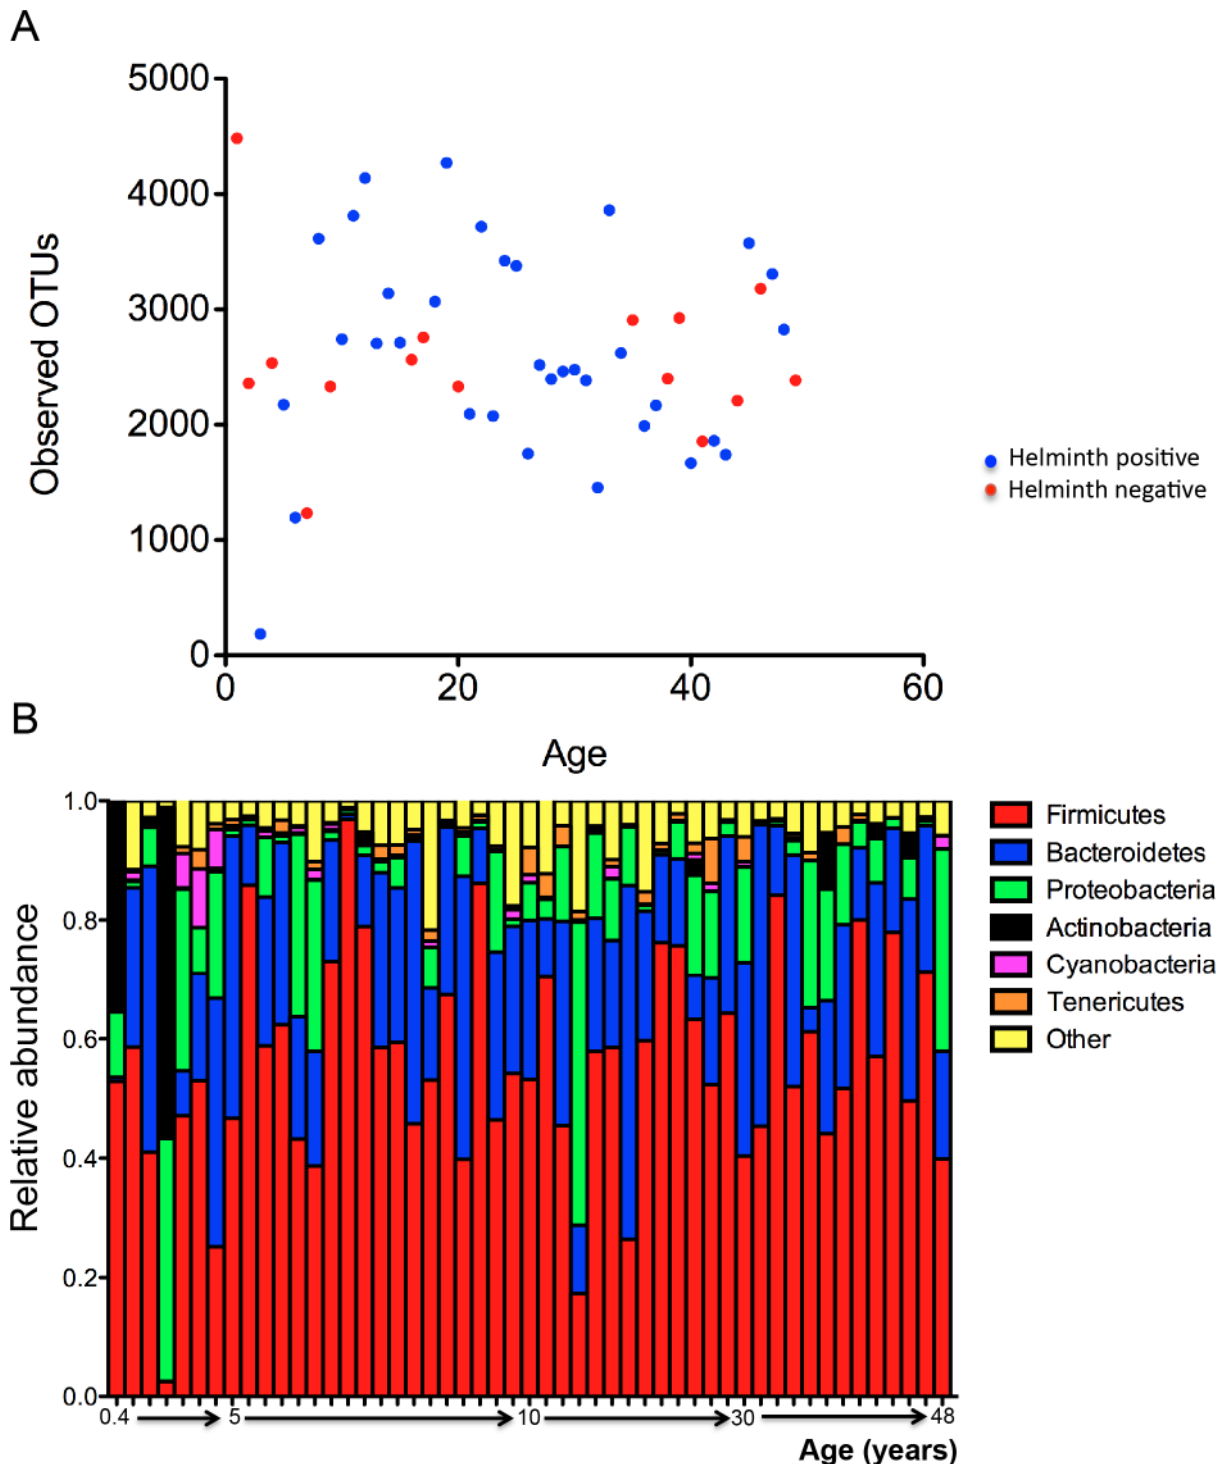 A
5000
4000
3000
2000
1000
0
Observed OTUs
0 20 40 60
Age
Helminth positive
Helminth negative
B
1.0
0.8
0.6
0.4
0.2
0.0
Relative abundance
0.4 5 10 30 48
Age (years)
Firmicutes
Bacteroidetes
Proteobacteria
Actinobacteria
Cyanobacteria
Tenericutes
Other